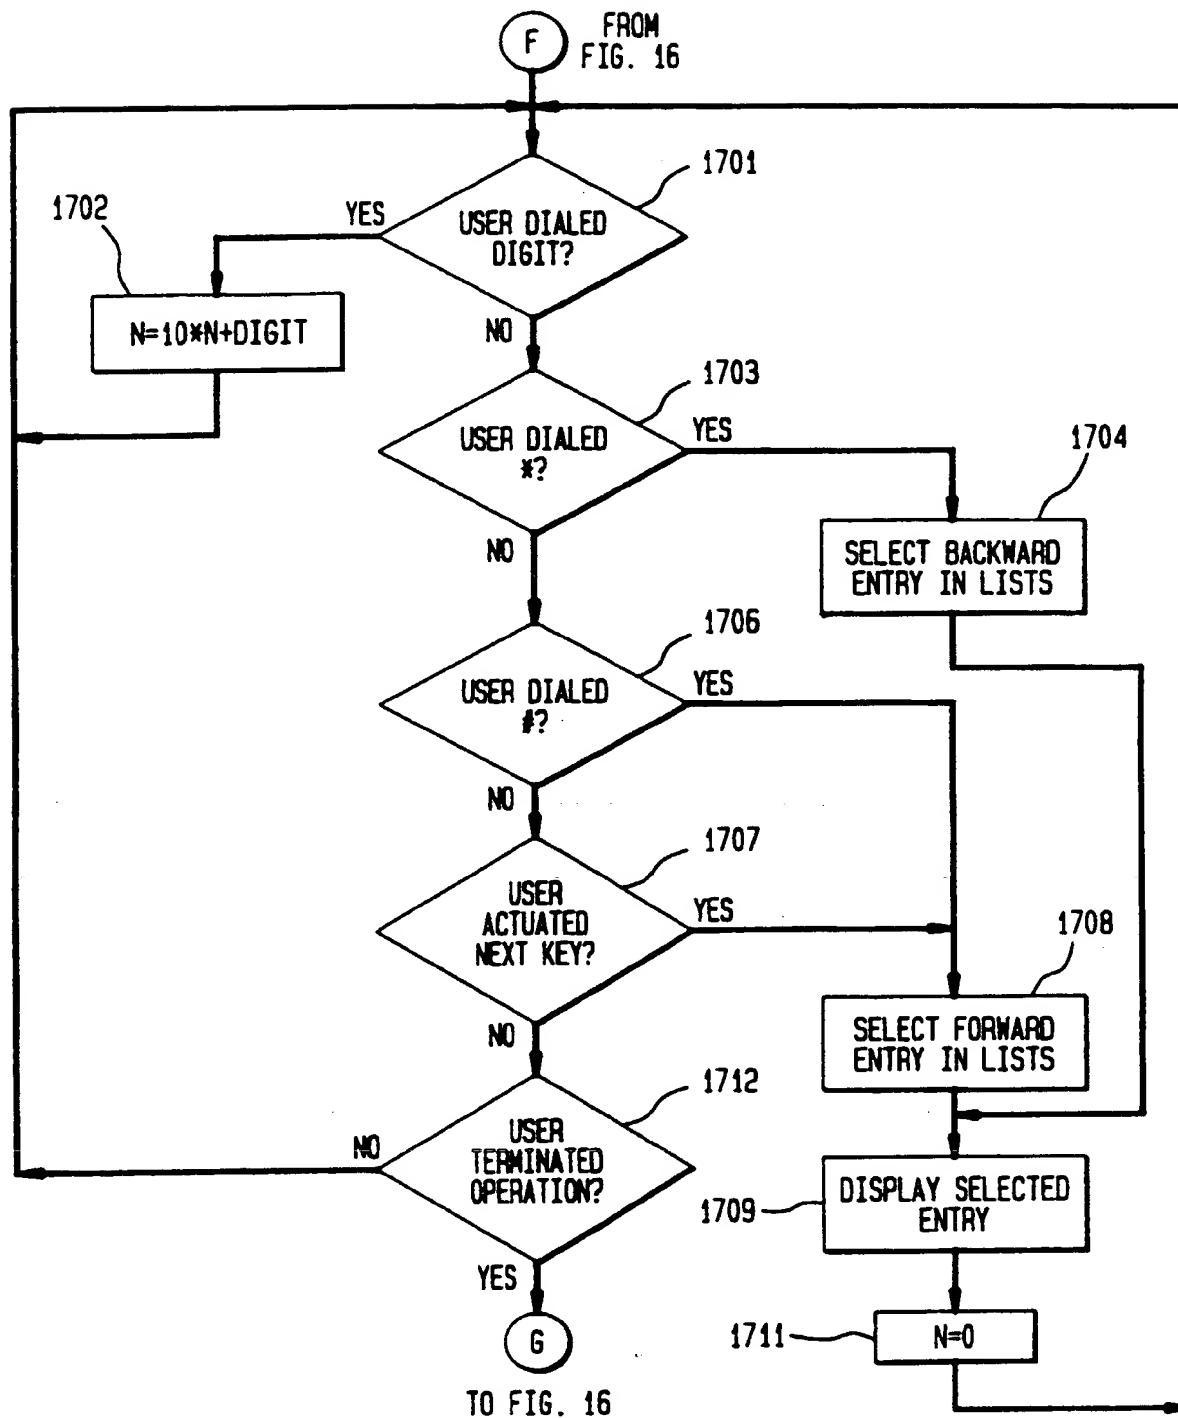 F
FROM
FIG. 16
1701
1702
YES
USER DIALED
DIGIT?
N=10*N+DIGIT
NO
1703
USER DIALED
*?
YES
1704
NO
SELECT BACKWARD
ENTRY IN LISTS
1706
USER DIALED
#?
YES
NO
1707
USER
ACTUATED
NEXT KEY?
YES
1708
NO
SELECT FORWARD
ENTRY IN LISTS
1712
NO
USER
TERMINATED
OPERATION?
1709
DISPLAY SELECTED
ENTRY
YES
G
1711
N=0
TO FIG. 16